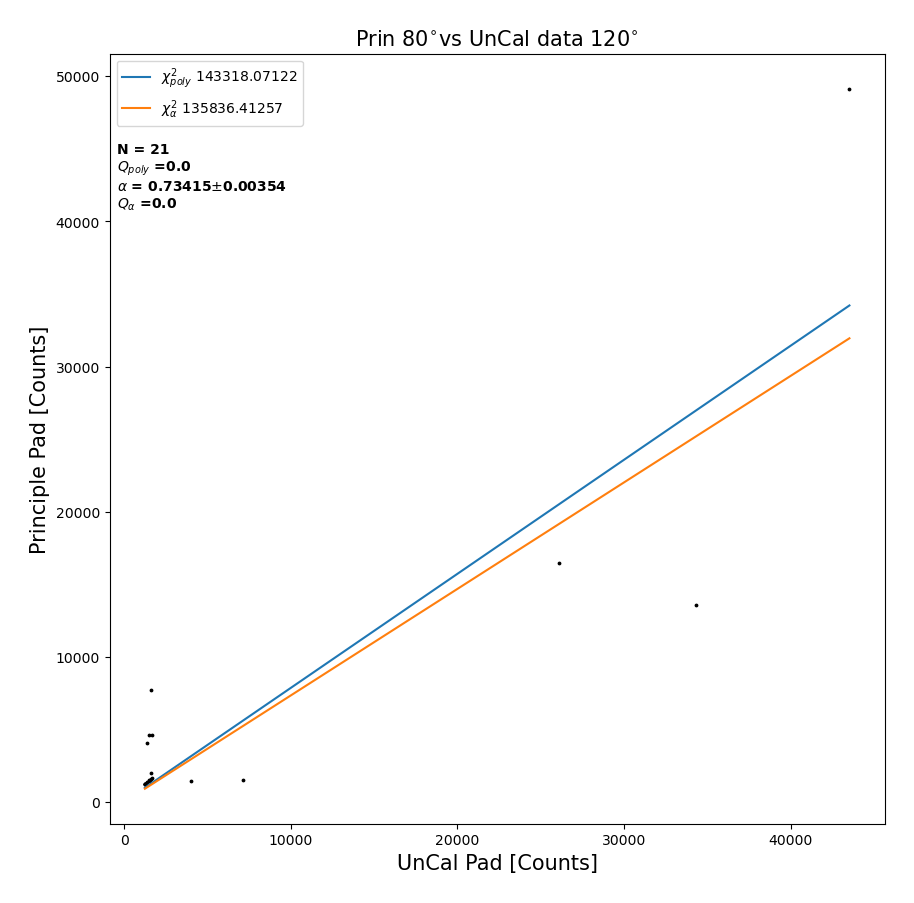 Prin 80°vs UnCal data 120°
χ²poly 143318.07122
χ²α 135836.41257
N = 21
Qpoly =0.0
α = 0.73415±0.00354
Qα =0.0
50000
40000
30000
20000
10000
0
Principle Pad [Counts]
0 10000 20000 30000 40000
UnCal Pad [Counts]